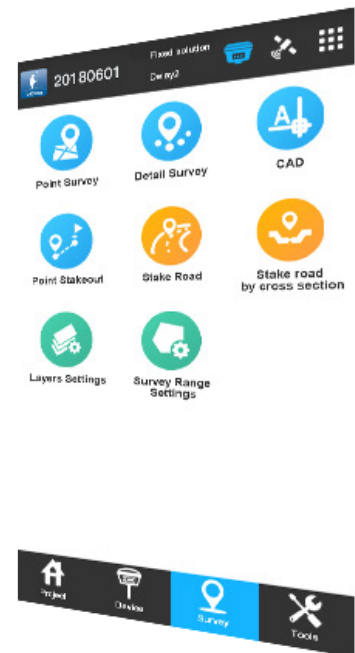 20180601
Fixed solution
Delay2
Point Survey
Detail Survey
CAD
Point Stakeout
Stake Road
Stake road
by cross section
Layers Settings
Survey Range
Settings
Project
Device
Survey
Tools